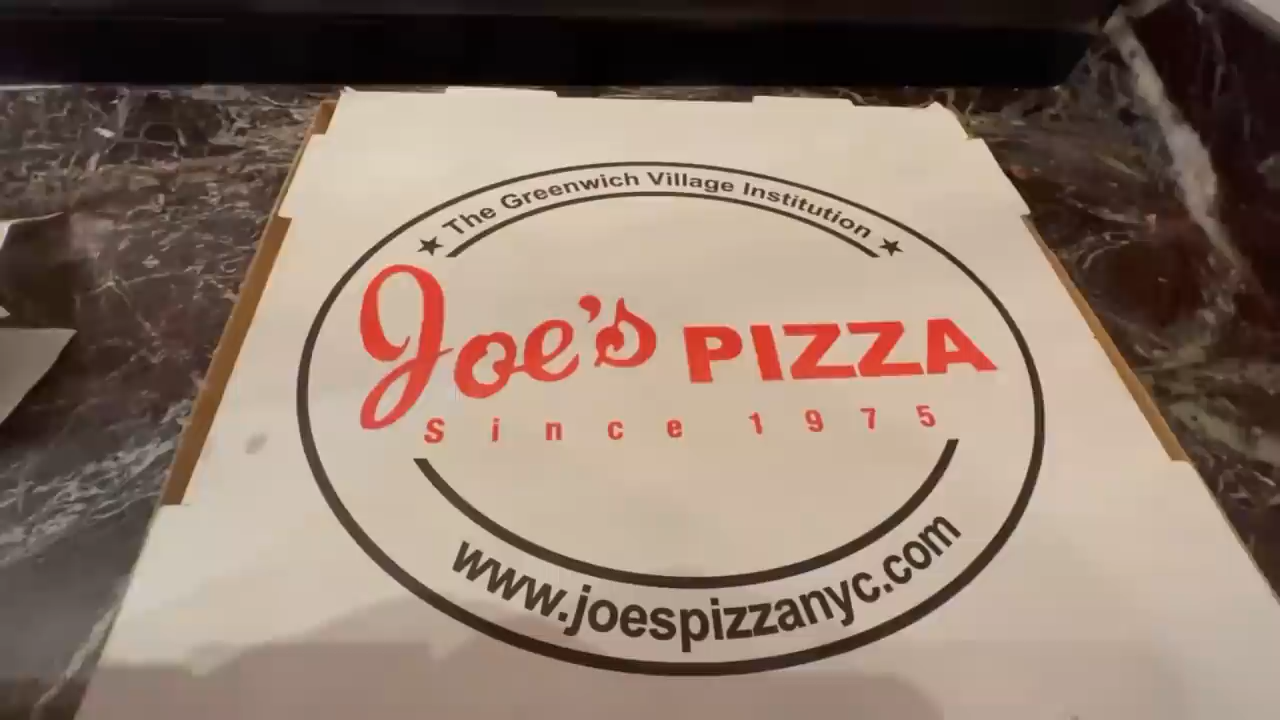 ★ The Greenwich Village Institution ★
Joe's PIZZA
Since 1975
www.joespizzanyc.com